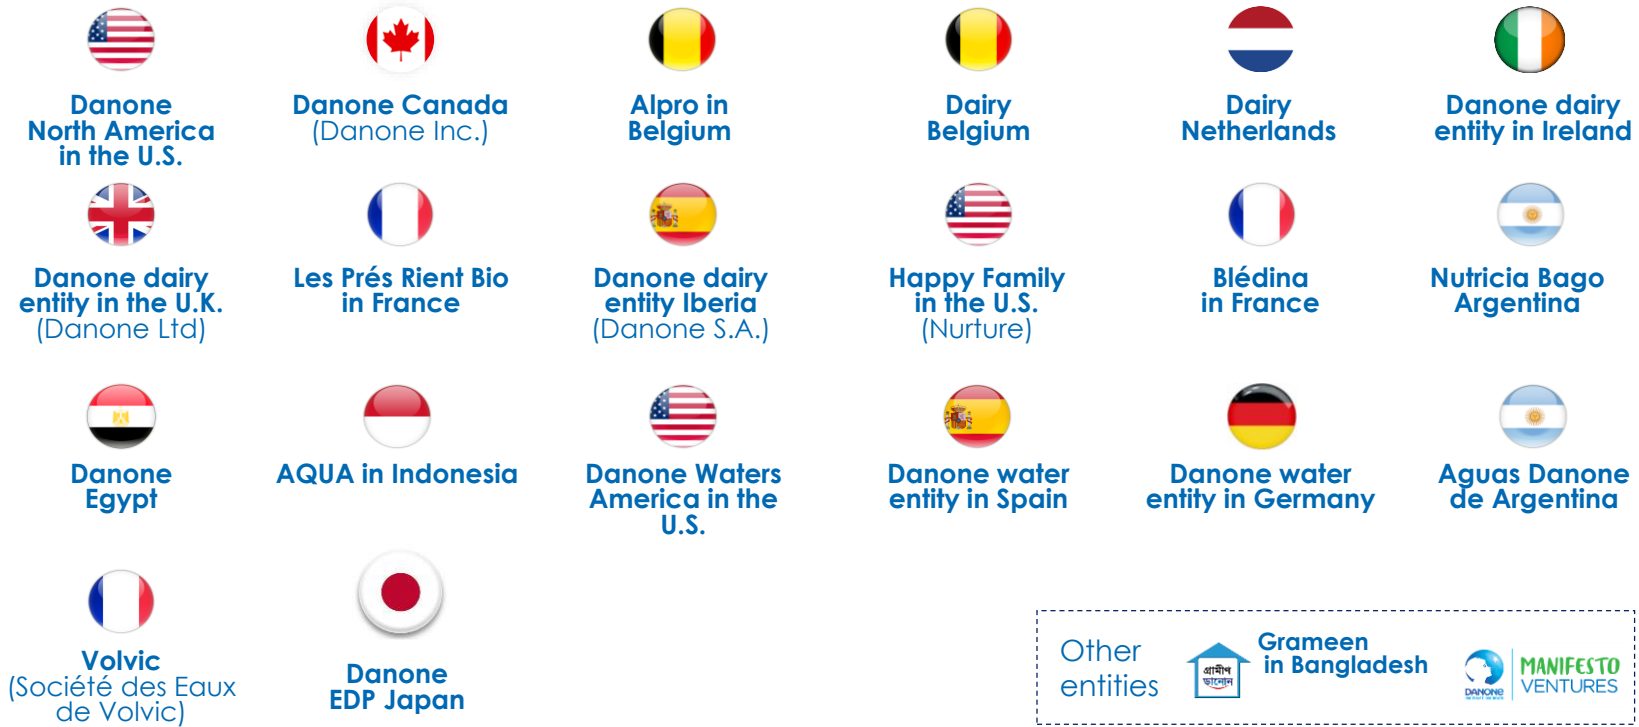 Danone
North America
in the U.S.
Danone Canada
(Danone Inc.)
Alpro in
Belgium
Dairy
Belgium
Dairy
Netherlands
Danone dairy
entity in Ireland
Danone dairy
entity in the U.K.
(Danone Ltd)
Les Prés Rient Bio
in France
Danone dairy
entity Iberia
(Danone S.A.)
Happy Family
in the U.S.
(Nurture)
Blédina
in France
Nutricia Bago
Argentina
Danone
Egypt
AQUA in Indonesia
Danone Waters
America in the
U.S.
Danone water
entity in Spain
Danone water
entity in Germany
Aguas Danone
de Argentina
Volvic
(Société des Eaux
de Volvic)
Danone
EDP Japan
Other
entities
গ্রামীণ
ডানোন
Grameen
in Bangladesh
DANONE
MANIFESTO
VENTURES